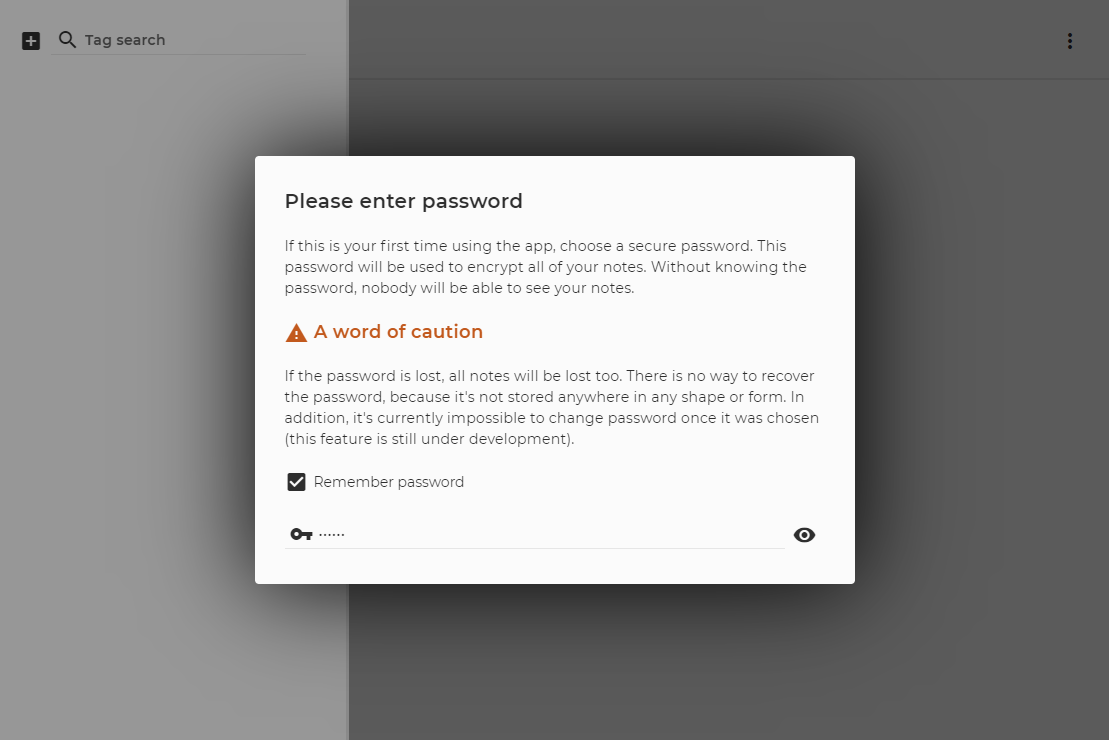 Tag search
Please enter password
If this is your first time using the app, choose a secure password. This
password will be used to encrypt all of your notes. Without knowing the
password, nobody will be able to see your notes.
A word of caution
If the password is lost, all notes will be lost too. There is no way to recover
the password, because it's not stored anywhere in any shape or form. In
addition, it's currently impossible to change password once it was chosen
(this feature is still under development).
Remember password
······